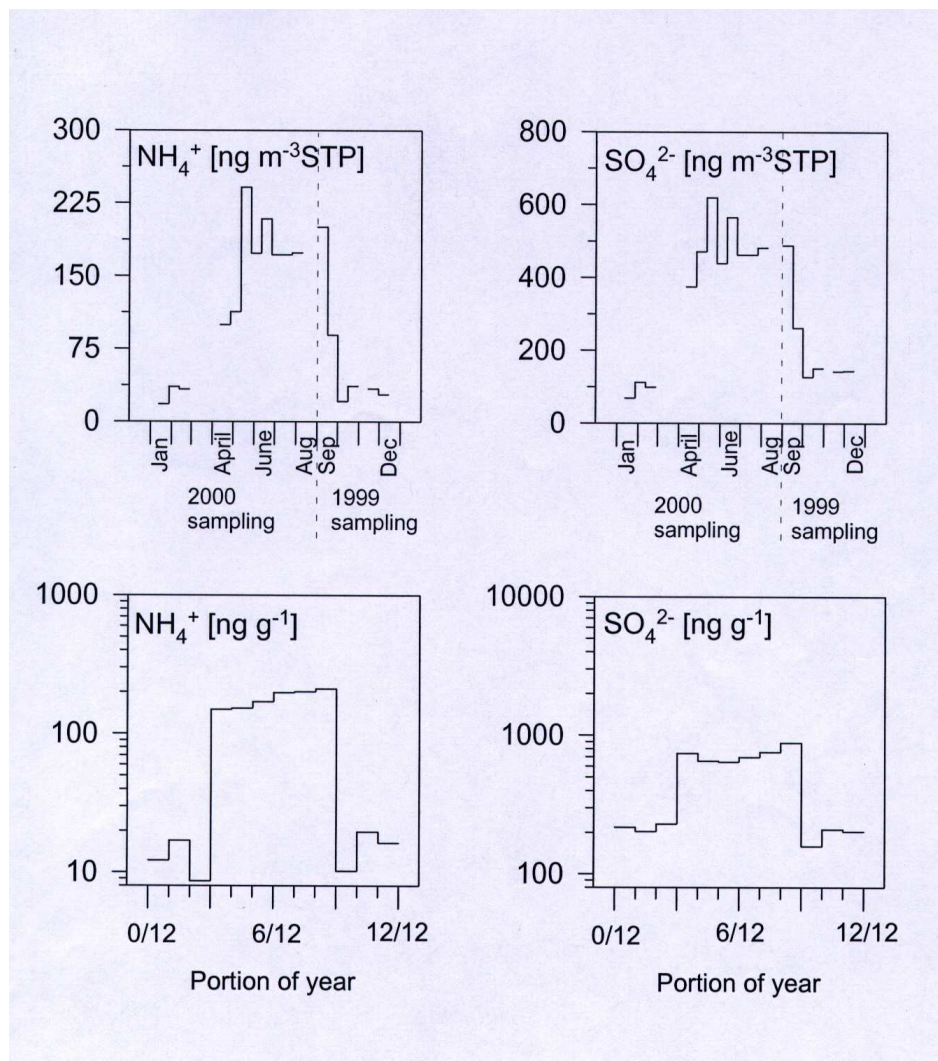 300
225
150
75
0
NH₄⁺ [ng m⁻³STP]
Jan
April
June
Aug
Sep
Dec
2000
sampling
1999
sampling
800
600
400
200
0
SO₄²⁻ [ng m⁻³STP]
Jan
April
June
Aug
Sep
Dec
2000
sampling
1999
sampling
1000
100
10
NH₄⁺ [ng g⁻¹]
0/12 6/12 12/12
Portion of year
10000
1000
100
SO₄²⁻ [ng g⁻¹]
0/12 6/12 12/12
Portion of year